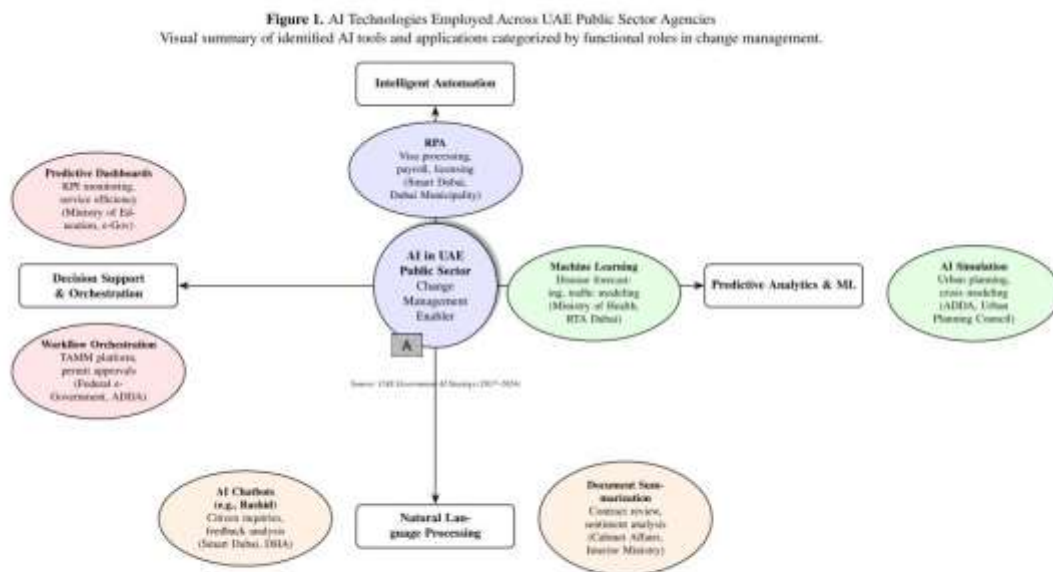 Figure 1. AI Technologies Employed Across UAE Public Sector Agencies
Visual summary of identified AI tools and applications categorized by functional roles in change management.
Intelligent Automation
RPA
Visa processing,
payroll, licensing
(Smart Dubai,
Dubai Municipality)
Predictive Dashboards
KPI monitoring,
service efficiency
(Ministry of Ed-
ucation, e-Gov)
Decision Support
& Orchestration
AI in UAE
Public Sector
Change
Management
Enabler
A
Machine Learning
Disease forecast-
ing, traffic modeling
(Ministry of Health,
RTA Dubai)
Predictive Analytics & ML
AI Simulation
Urban planning,
crisis modeling
(ADDA, Urban
Planning Council)
Workflow Orchestration
TAMM platform,
permit approvals
(Federal e-
Government, ADDA)
Source: UAE Government AI Strategy (2017–2024)
AI Chatbots
(e.g., Rashid)
Citizen inquiries,
feedback analysis
(Smart Dubai, DHA)
Natural Lan-
guage Processing
Document Sum-
marization
Contract review,
sentiment analysis
(Cabinet Affairs,
Interior Ministry)